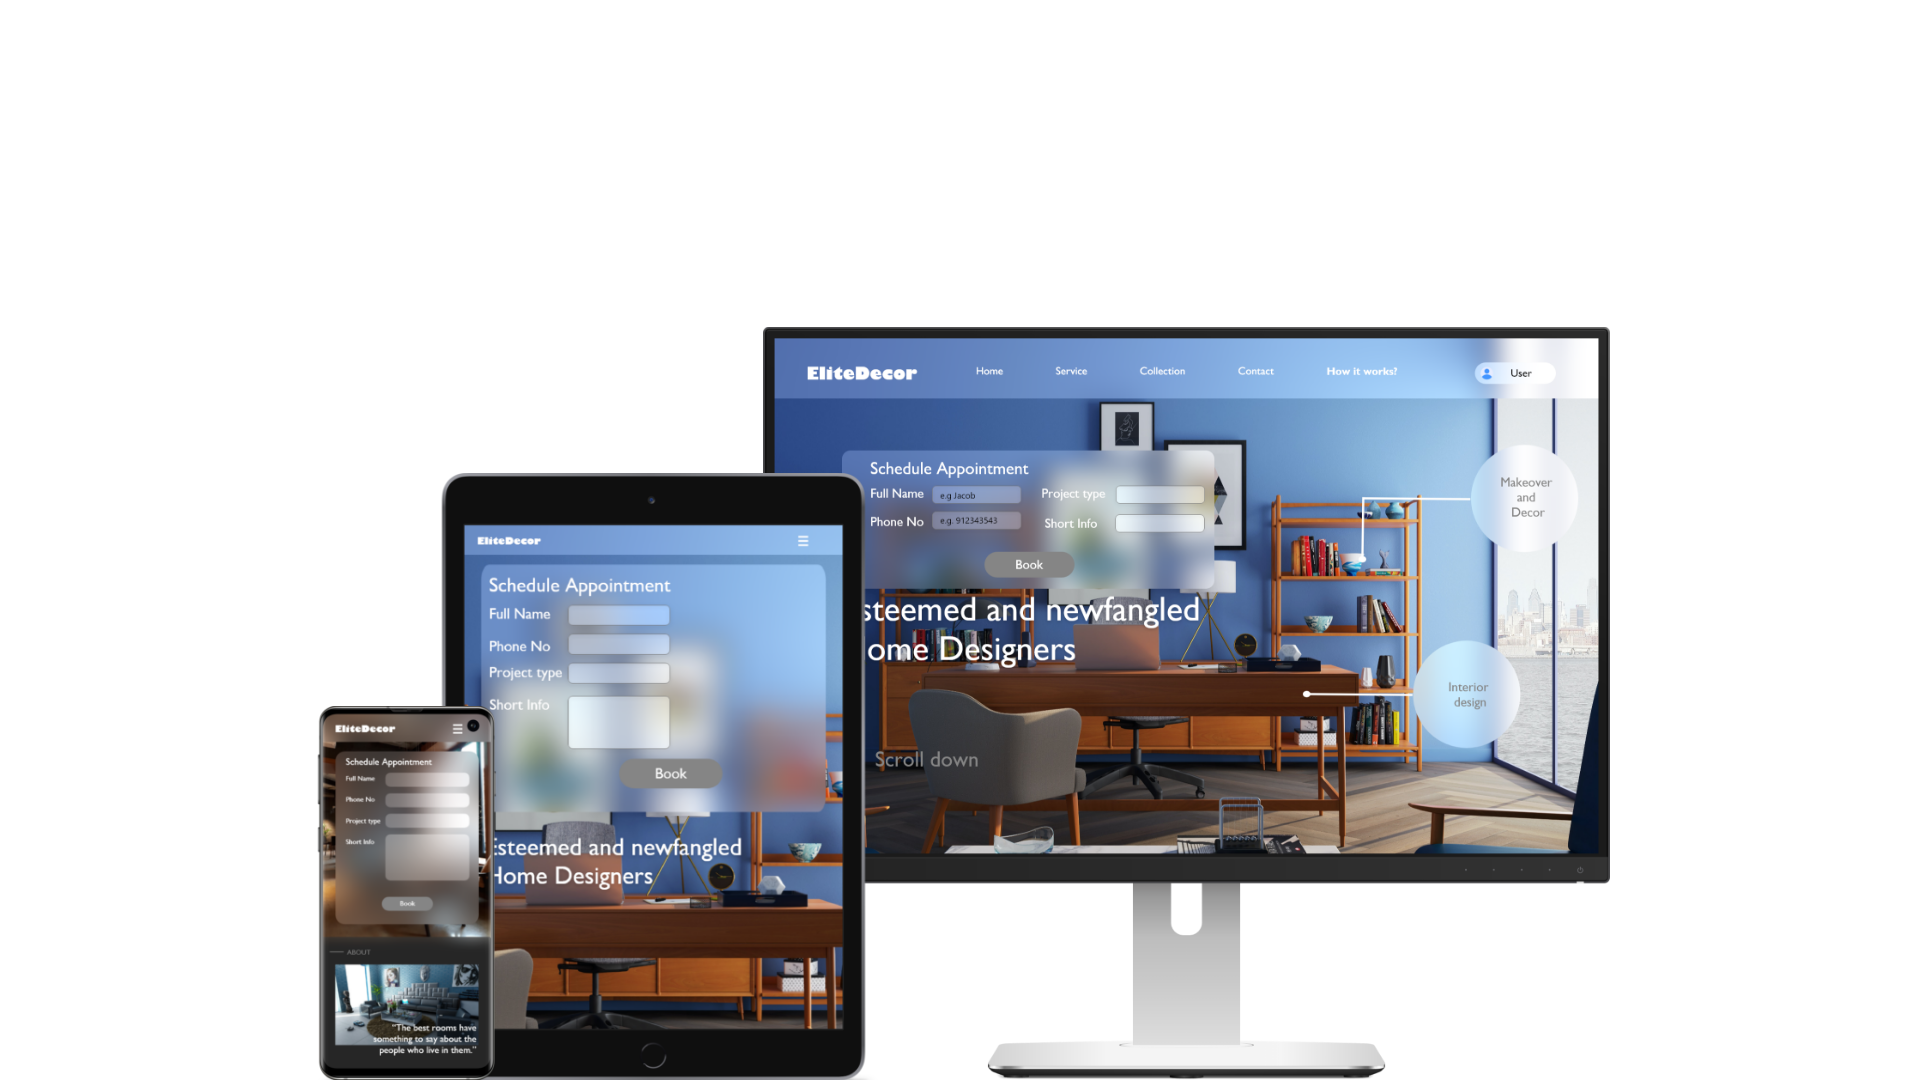 EliteDecor
Home
Service
Collection
Contact
How it works?
User
Schedule Appointment
Full Name
e.g Jacob
Project type
Phone No
e.g. 912343543
Short Info
Book
steemed and newfangled
ome Designers
Scroll down
Makeover
and
Decor
Interior
design
EliteDecor
Schedule Appointment
Full Name
Phone No
Project type
Short Info
Book
Esteemed and newfangled
Home Designers
EliteDecor
Schedule Appointment
Full Name
Phone No
Project type
Short Info
Book
ABOUT
"The best rooms have
something to say about the
people who live in them."